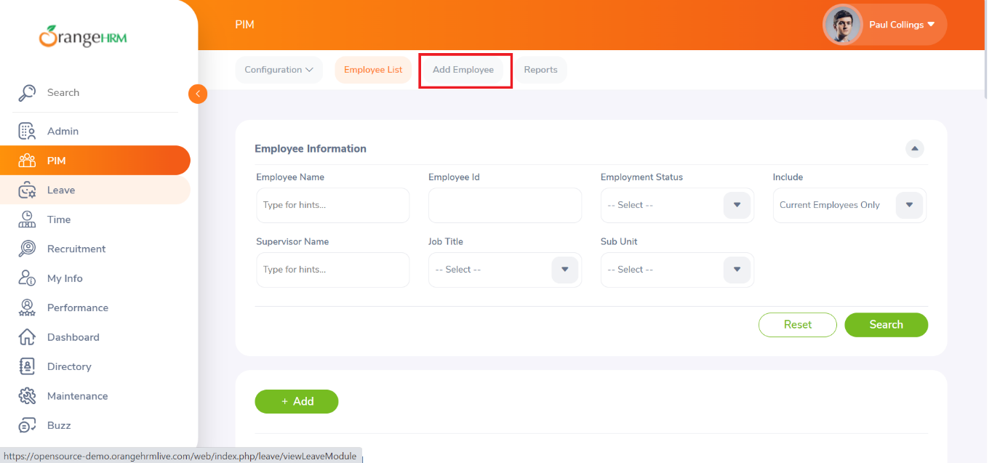 OrangeHRM
PIM
Paul Collings
Configuration
Employee List
Add Employee
Reports
Search
Admin
PIM
Leave
Time
Recruitment
My Info
Performance
Dashboard
Directory
Maintenance
Buzz
Employee Information
Employee Name
Employee Id
Employment Status
Include
Type for hints...
-- Select --
Current Employees Only
Supervisor Name
Job Title
Sub Unit
Type for hints...
-- Select --
-- Select --
Reset
Search
+ Add
https://opensource-demo.orangehrmlive.com/web/index.php/leave/viewLeaveModule